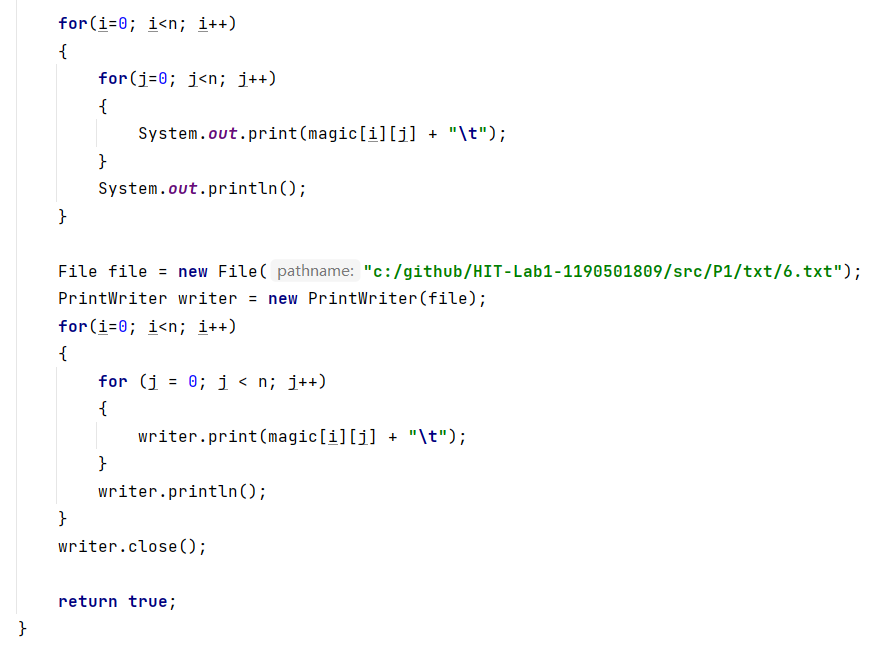 for(i=0; i<n; i++)
{
for(j=0; j<n; j++)
{
System.out.print(magic[i][j] + "\t");
}
System.out.println();
}
File file = new File( pathname: "c:/github/HIT-Lab1-1190501809/src/P1/txt/6.txt");
PrintWriter writer = new PrintWriter(file);
for(i=0; i<n; i++)
{
for (j = 0; j < n; j++)
{
writer.print(magic[i][j] + "\t");
}
writer.println();
}
writer.close();
return true;
}